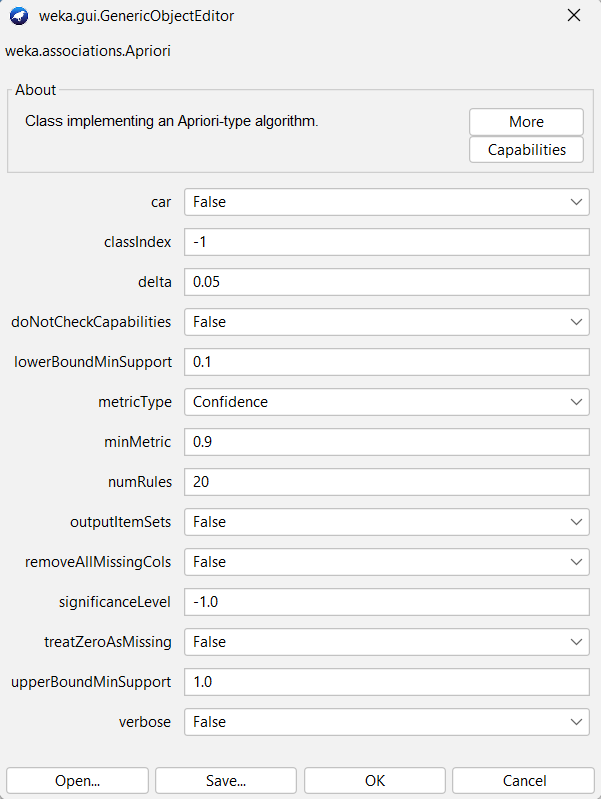 weka.gui.GenericObjectEditor
weka.associations.Apriori
About
Class implementing an Apriori-type algorithm.
More
Capabilities
car False
classIndex -1
delta 0.05
doNotCheckCapabilities False
lowerBoundMinSupport 0.1
metricType Confidence
minMetric 0.9
numRules 20
outputItemSets False
removeAllMissingCols False
significanceLevel -1.0
treatZeroAsMissing False
upperBoundMinSupport 1.0
verbose False
Open... Save... OK Cancel